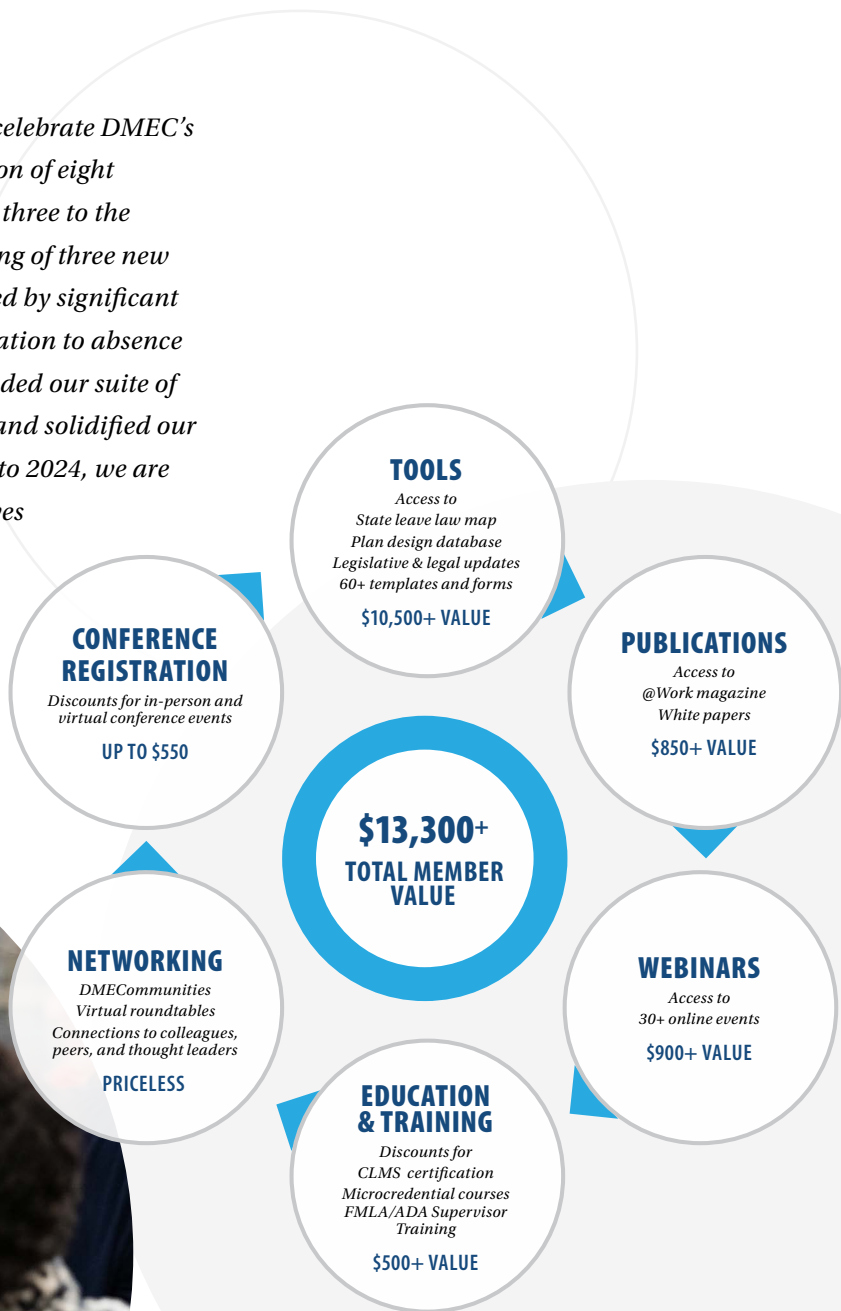 celebrate DMEC’s
on of eight
three to the
ng of three new
ed by significant
ation to absence
ded our suite of
and solidified our
to 2024, we are
es
TOOLS
Access to
State leave law map
Plan design database
Legislative & legal updates
60+ templates and forms
$10,500+ VALUE
PUBLICATIONS
Access to
@Work magazine
White papers
$850+ VALUE
WEBINARS
Access to
30+ online events
$900+ VALUE
EDUCATION
& TRAINING
Discounts for
CLMS certification
Microcredential courses
FMLA/ADA Supervisor
Training
$500+ VALUE
NETWORKING
DMECommunities
Virtual roundtables
Connections to colleagues,
peers, and thought leaders
PRICELESS
CONFERENCE
REGISTRATION
Discounts for in-person and
virtual conference events
UP TO $550
$13,300+
TOTAL MEMBER
VALUE